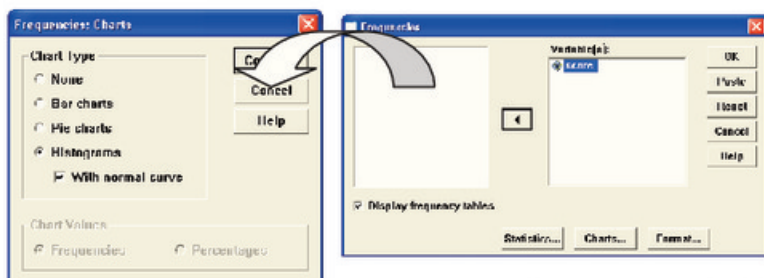 Frequencies: Charts
Chart Type
None
Bar charts
Pie charts
Histograms
With normal curve
Chart Values
Frequencies
Percentages
Cancel
Help
Frequencies
Variable(s):
score
Display frequency tables
Statistics...
Charts...
Format...
OK
Paste
Reset
Cancel
Help